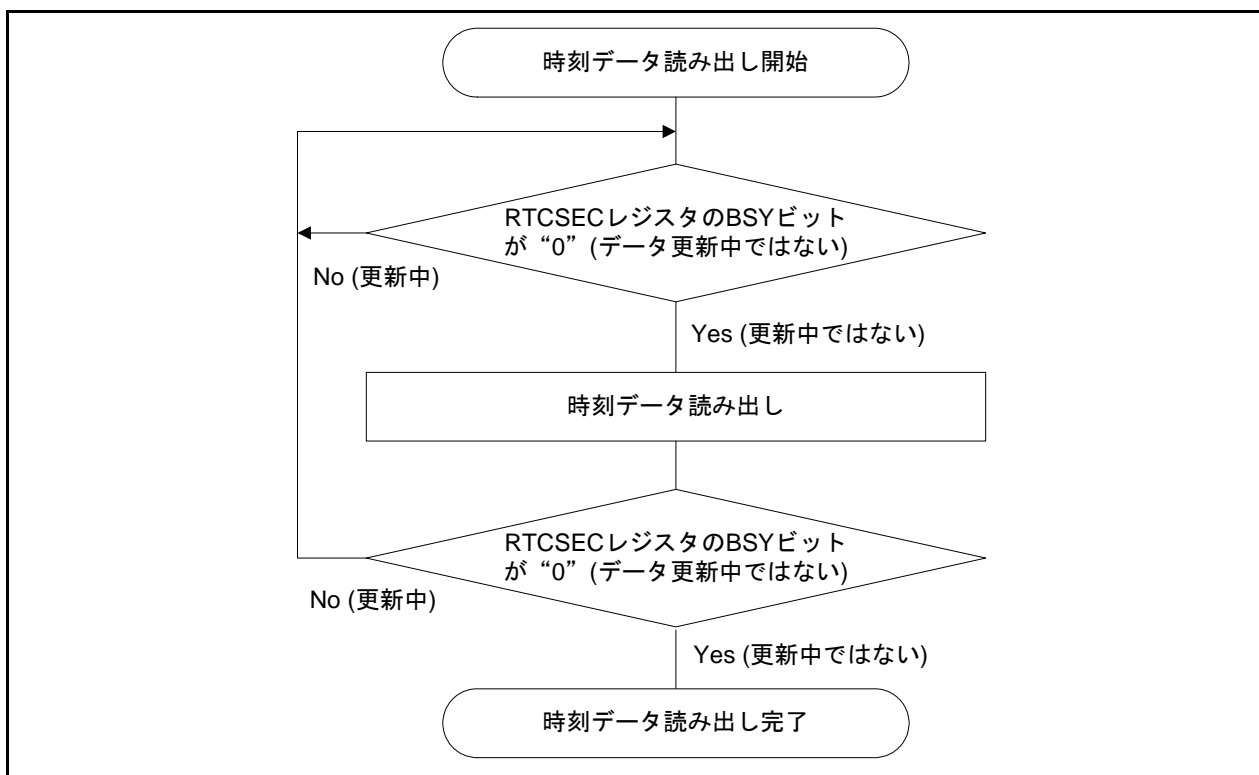 時刻データ読み出し開始
RTCSECレジスタのBSYビット
が“0”(データ更新中ではない)
No (更新中)
Yes (更新中ではない)
時刻データ読み出し
RTCSECレジスタのBSYビット
が“0”(データ更新中ではない)
No (更新中)
Yes (更新中ではない)
時刻データ読み出し完了